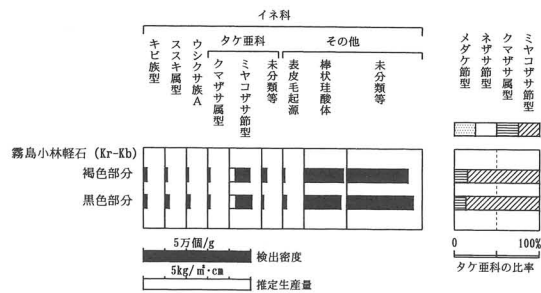 イネ科
タケ亜科
その他
キビ族型
ススキ属型
ウシクサ族A
クマザサ属型
ミヤコザサ節型
未分類等
表皮毛起源
棒状珪酸体
未分類等
メダケ節型
ネザサ節型
クマザサ属型
ミヤコザサ節型
霧島小林軽石 (Kr-Kb)
褐色部分
黒色部分
5万個/g
検出密度
5kg/㎡・cm
推定生産量
0
100%
タケ亜科の比率